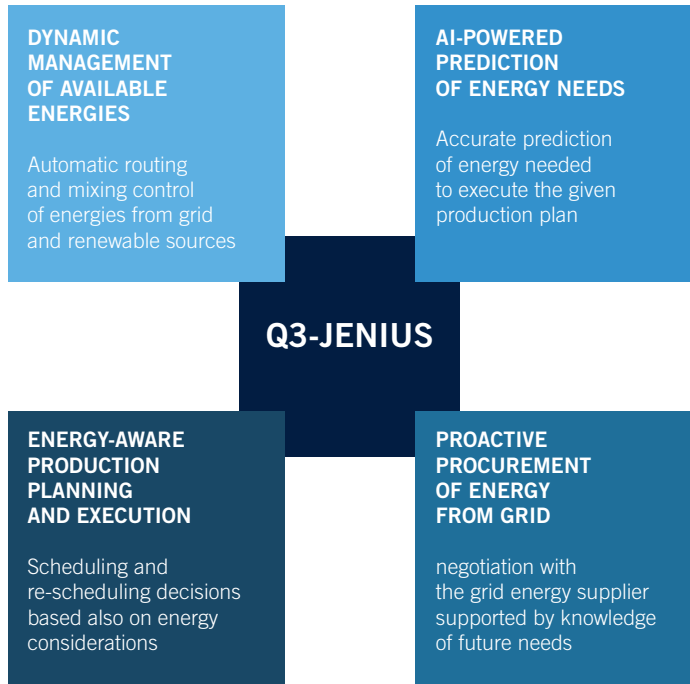 DYNAMIC
MANAGEMENT
OF AVAILABLE
ENERGIES
Automatic routing
and mixing control
of energies from grid
and renewable sources
AI-POWERED
PREDICTION
OF ENERGY NEEDS
Accurate prediction
of energy needed
to execute the given
production plan
Q3-JENIUS
ENERGY-AWARE
PRODUCTION
PLANNING
AND EXECUTION
Scheduling and
re-scheduling decisions
based also on energy
considerations
PROACTIVE
PROCUREMENT
OF ENERGY
FROM GRID
negotiation with
the grid energy supplier
supported by knowledge
of future needs